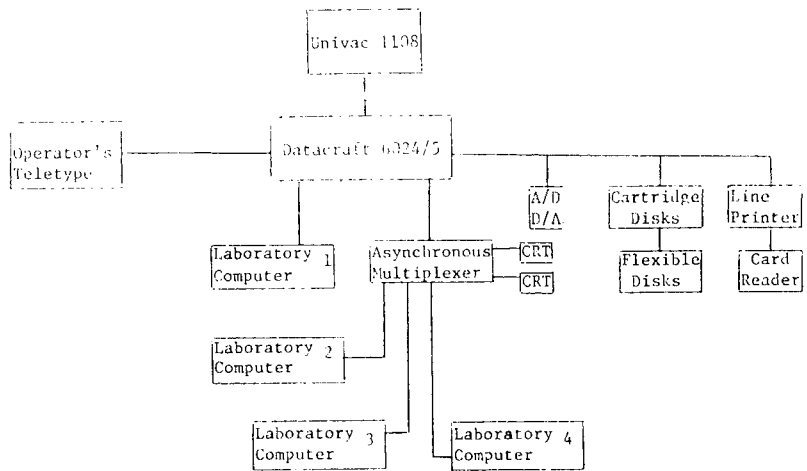 Univac 1108
Operator's
Teletype
Datacraft 6024/5
A/D
D/A
Cartridge
Disks
Line
Printer
Laboratory 1
Computer
Asynchronous
Multiplexer
CRT
CRT
Flexible
Disks
Card
Reader
Laboratory 2
Computer
Laboratory 3
Computer
Laboratory 4
Computer